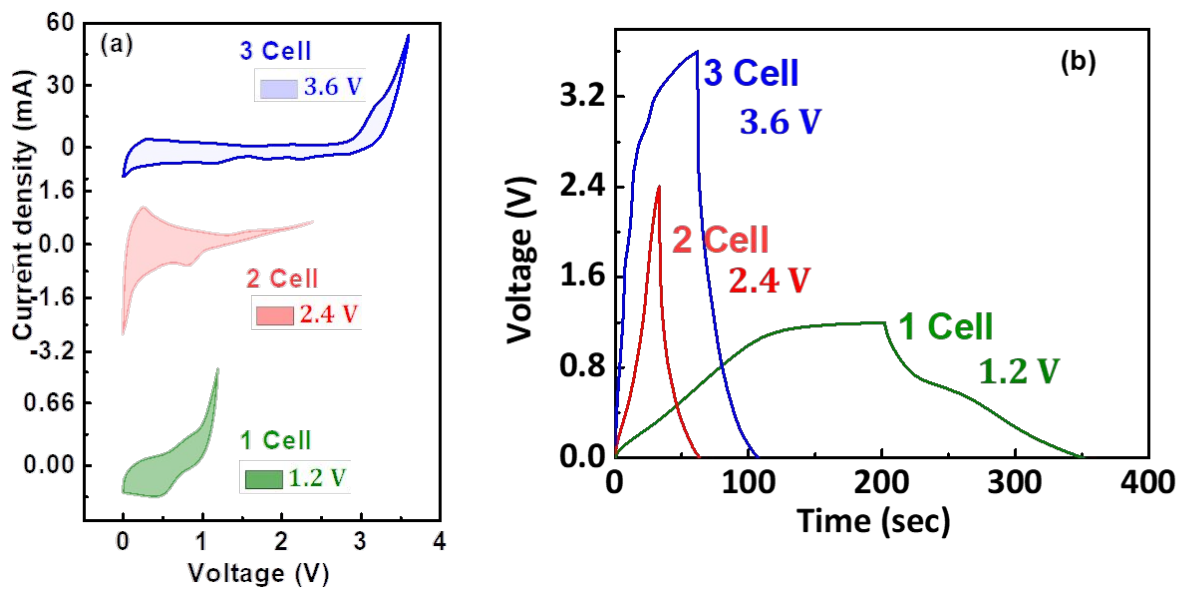 (a)
60
30
0
1.6
0.0
-1.6
-3.2
0.66
0.00
Current density (mA)
3 Cell
3.6 V
2 Cell
2.4 V
1 Cell
1.2 V
0 1 2 3 4
Voltage (V)
(b)
3.2
2.4
1.6
0.8
0.0
Voltage (V)
3 Cell
3.6 V
2 Cell
2.4 V
1 Cell
1.2 V
0 100 200 300 400
Time (sec)